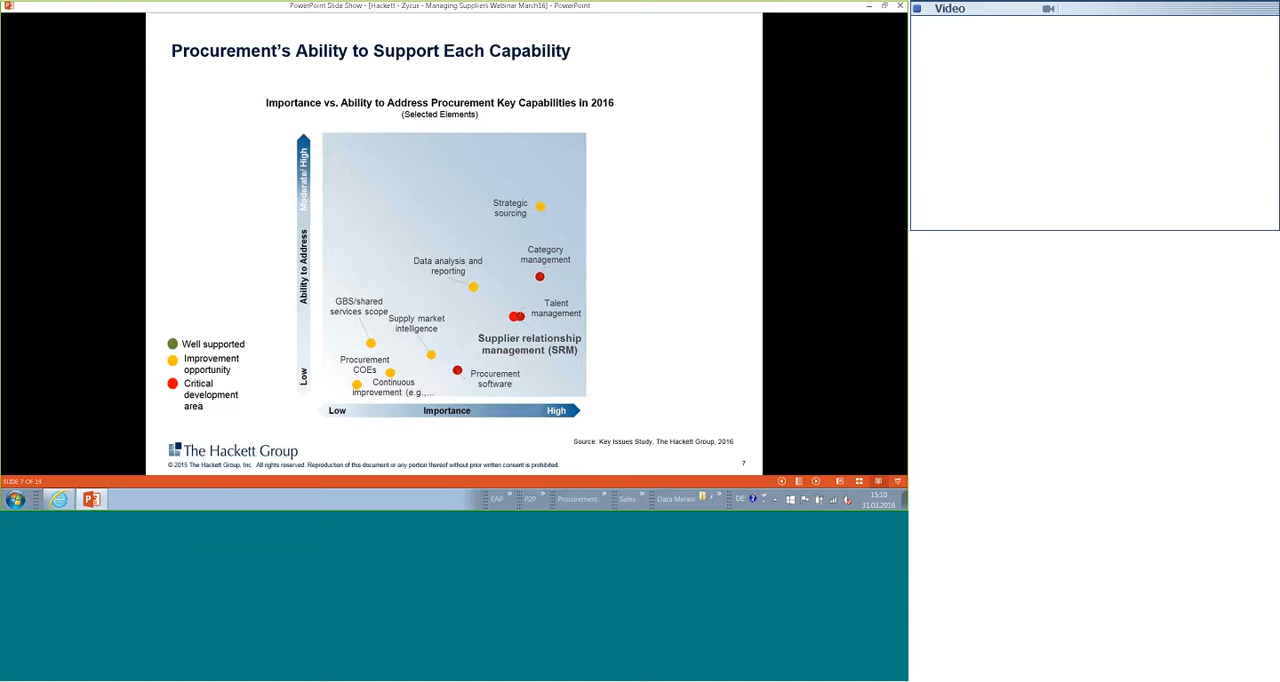 PowerPoint Slide Show - [Hackett - Zycus - Managing Suppliers Webinar March16] - PowerPoint
Video
Procurement's Ability to Support Each Capability
Importance vs. Ability to Address Procurement Key Capabilities in 2016
(Selected Elements)
Moderate/ High
Ability to Address
Low
Strategic
sourcing
Category
management
Data analysis and
reporting
GBS/shared
services scope
Supply market
intelligence
Talent
management
Supplier relationship
management (SRM)
Procurement
COEs
Procurement
software
Continuous
improvement (e.g.,...
Low Importance High
Well supported
Improvement
opportunity
Critical
development
area
Source: Key Issues Study, The Hackett Group, 2016
The Hackett Group
© 2015 The Hackett Group, Inc. All rights reserved. Reproduction of this document or any portion thereof without prior written consent is prohibited.
7
SLIDE 7 OF 19
EAP » PZP » Procurement » Sales » Data Melani » DE
15:10
31.03.2016